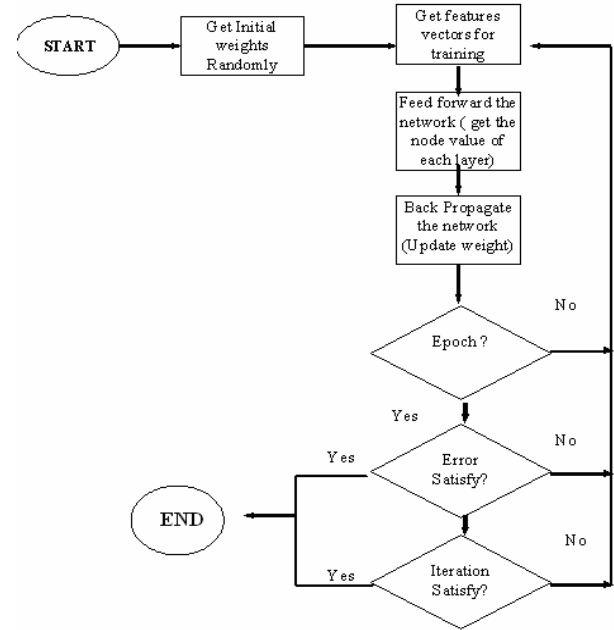 START
Get Initial
weights
Randomly
Get features
vectors for
training
Feed forward the
network ( get the
node value of
each layer)
Back Propagate
the network
(Update weight)
No
Epoch ?
Yes
No
Yes
Error
Satisfy?
END
No
Yes
Iteration
Satisfy?